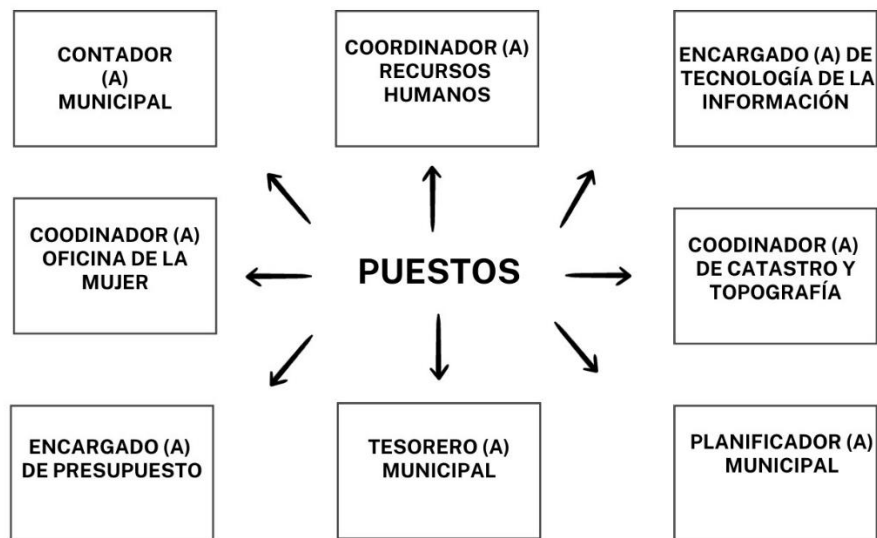 CONTADOR
(A)
MUNICIPAL
COORDINADOR (A)
RECURSOS
HUMANOS
ENCARGADO (A) DE
TECNOLOGÍA DE LA
INFORMACIÓN
COODINADOR (A)
OFICINA DE LA
MUJER
PUESTOS
COODINADOR (A)
DE CATASTRO Y
TOPOGRAFÍA
ENCARGADO (A)
DE PRESUPUESTO
TESORERO (A)
MUNICIPAL
PLANIFICADOR (A)
MUNICIPAL